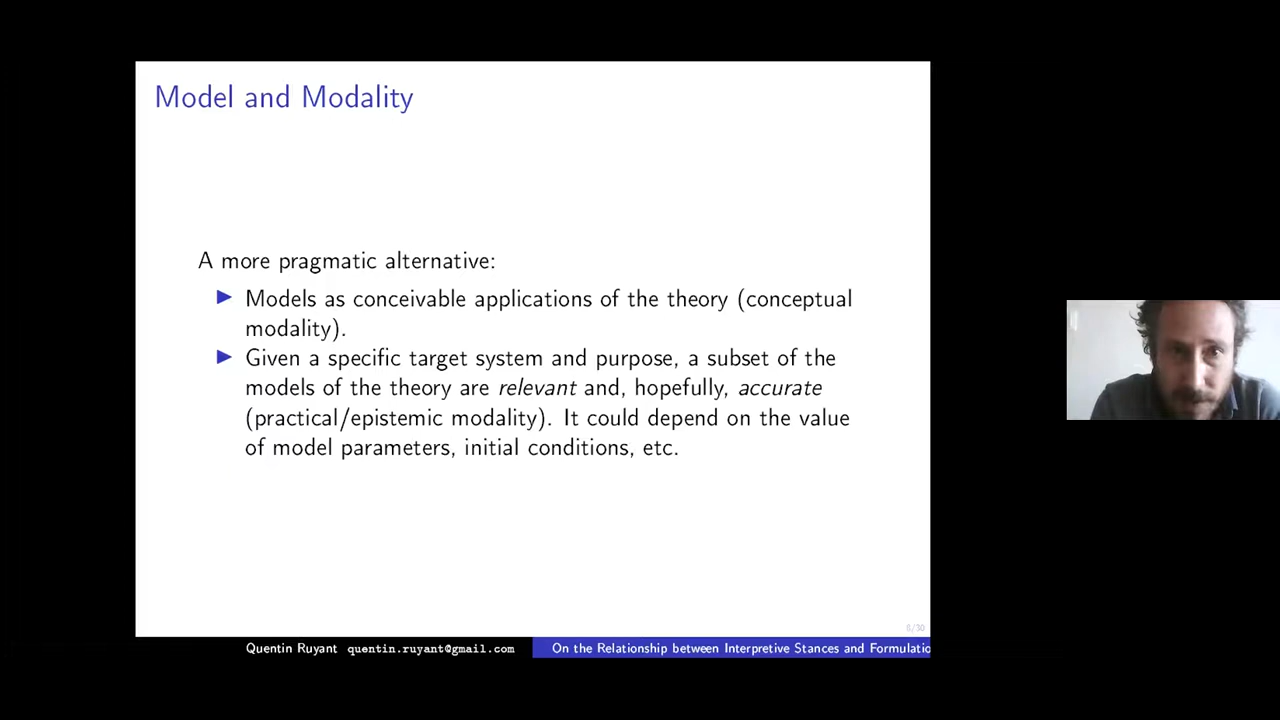 Model and Modality
A more pragmatic alternative:
▶ Models as conceivable applications of the theory (conceptual
modality).
▶ Given a specific target system and purpose, a subset of the
models of the theory are relevant and, hopefully, accurate
(practical/epistemic modality). It could depend on the value
of model parameters, initial conditions, etc.
Quentin Ruyant quentin.ruyant@gmail.com On the Relationship between Interpretive Stances and Formulatio